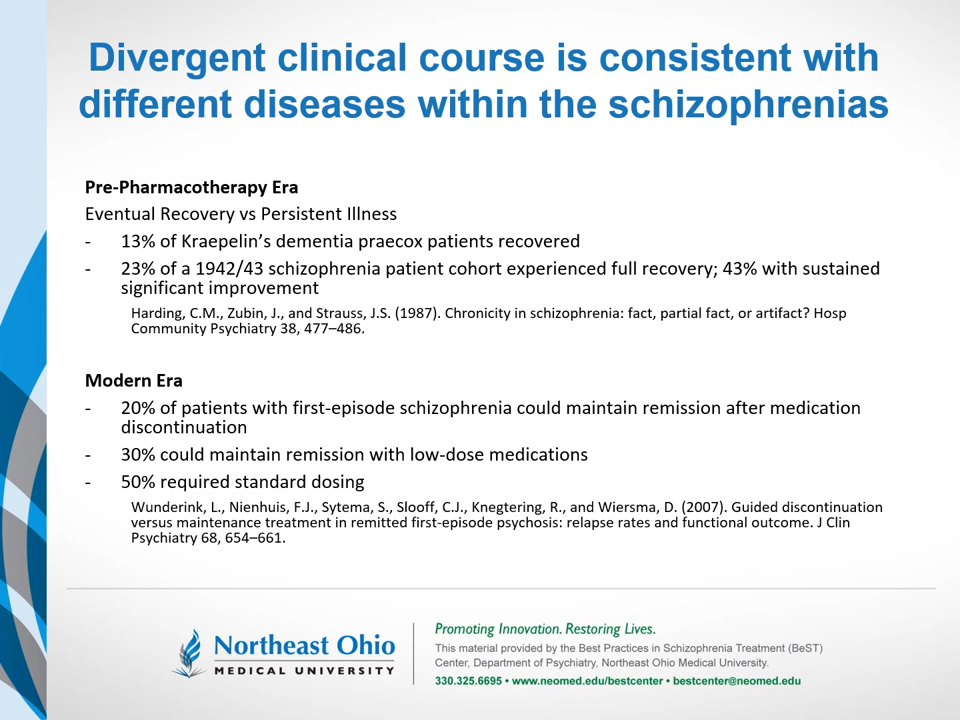 Divergent clinical course is consistent with
different diseases within the schizophrenias
Pre-Pharmacotherapy Era
Eventual Recovery vs Persistent Illness
- 13% of Kraepelin’s dementia praecox patients recovered
- 23% of a 1942/43 schizophrenia patient cohort experienced full recovery; 43% with sustained
significant improvement
Harding, C.M., Zubin, J., and Strauss, J.S. (1987). Chronicity in schizophrenia: fact, partial fact, or artifact? Hosp
Community Psychiatry 38, 477–486.
Modern Era
- 20% of patients with first-episode schizophrenia could maintain remission after medication
discontinuation
- 30% could maintain remission with low-dose medications
- 50% required standard dosing
Wunderink, L., Nienhuis, F.J., Sytema, S., Slooff, C.J., Knegtering, R., and Wiersma, D. (2007). Guided discontinuation
versus maintenance treatment in remitted first-episode psychosis: relapse rates and functional outcome. J Clin
Psychiatry 68, 654–661.
Northeast Ohio
MEDICAL UNIVERSITY
Promoting Innovation. Restoring Lives.
This material provided by the Best Practices in Schizophrenia Treatment (BeST)
Center, Department of Psychiatry, Northeast Ohio Medical University.
330.325.6695 • www.neomed.edu/bestcenter • bestcenter@neomed.edu